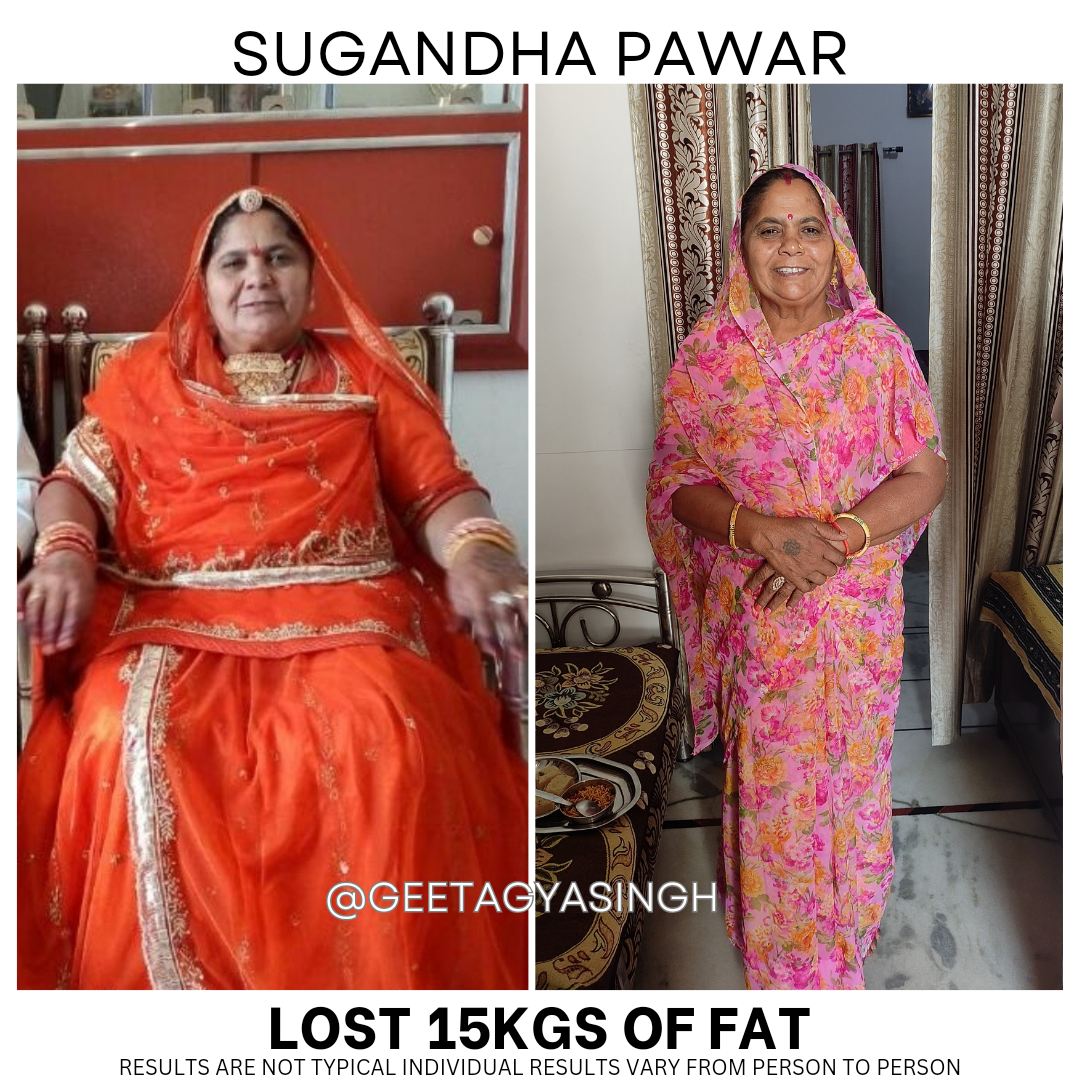 SUGANDHA PAWAR
@GEETAGYASINGH
LOST 15KGS OF FAT
RESULTS ARE NOT TYPICAL INDIVIDUAL RESULTS VARY FROM PERSON TO PERSON